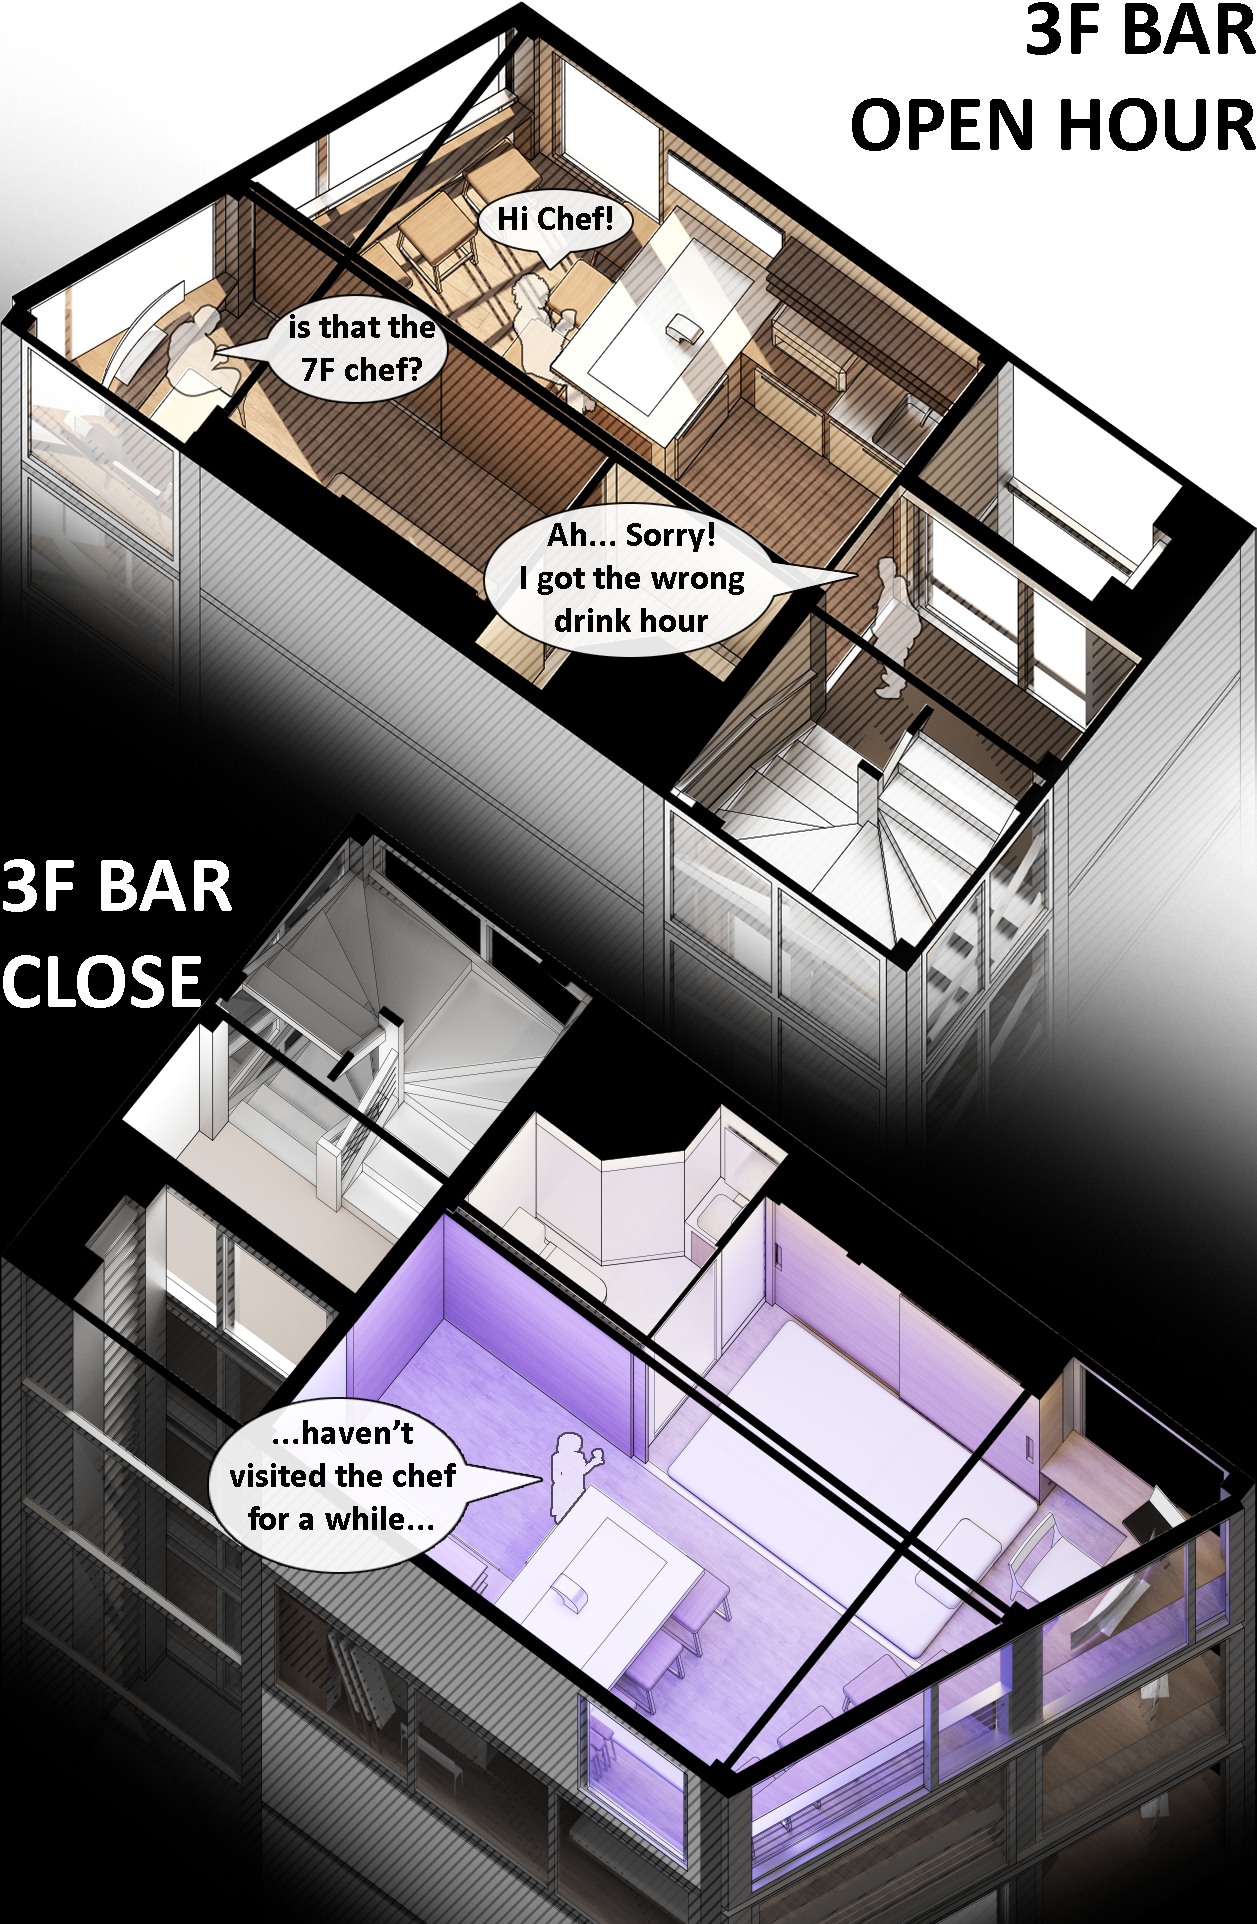 3F BAR
OPEN HOUR
Hi Chef!
is that the
7F chef?
Ah... Sorry!
I got the wrong
drink hour
3F BAR
CLOSE
...haven't
visited the chef
for a while...